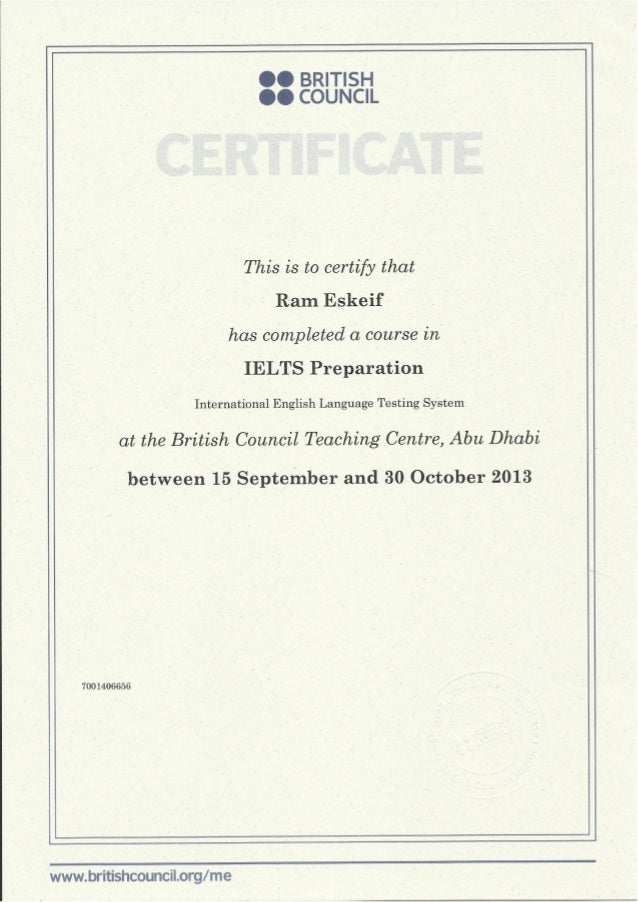 BRITISH
COUNCIL
CERTIFICATE
This is to certify that
Ram Eskeif
has completed a course in
IELTS Preparation
International English Language Testing System
at the British Council Teaching Centre, Abu Dhabi
between 15 September and 30 October 2013
7001406656
www.britishcouncil.org/me